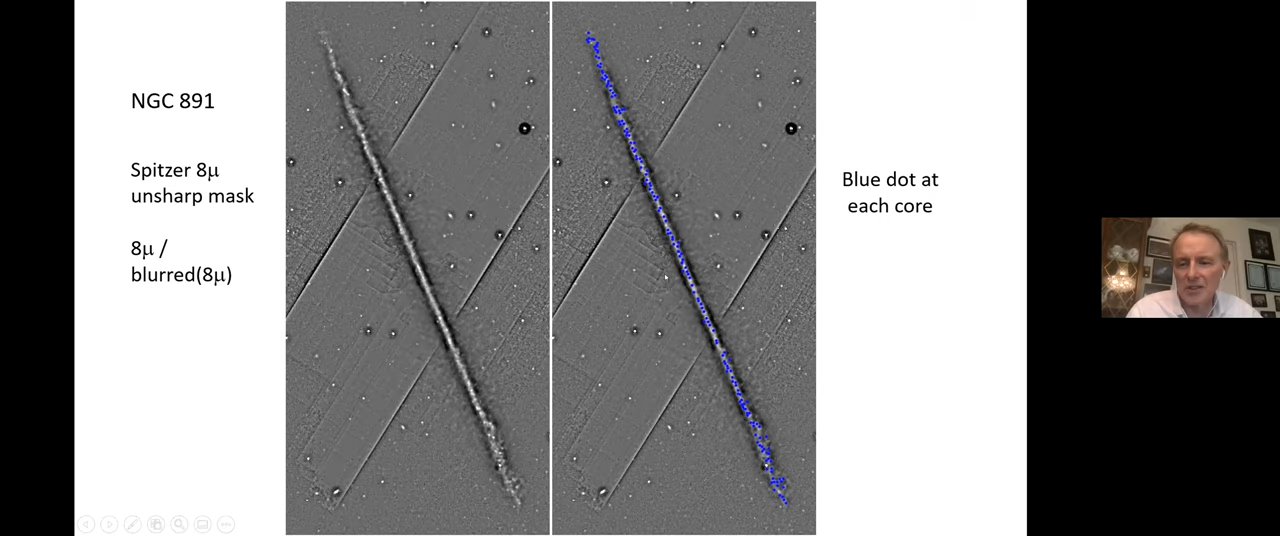 NGC 891
Spitzer 8μ
unsharp mask
8μ /
blurred(8μ)
Blue dot at
each core